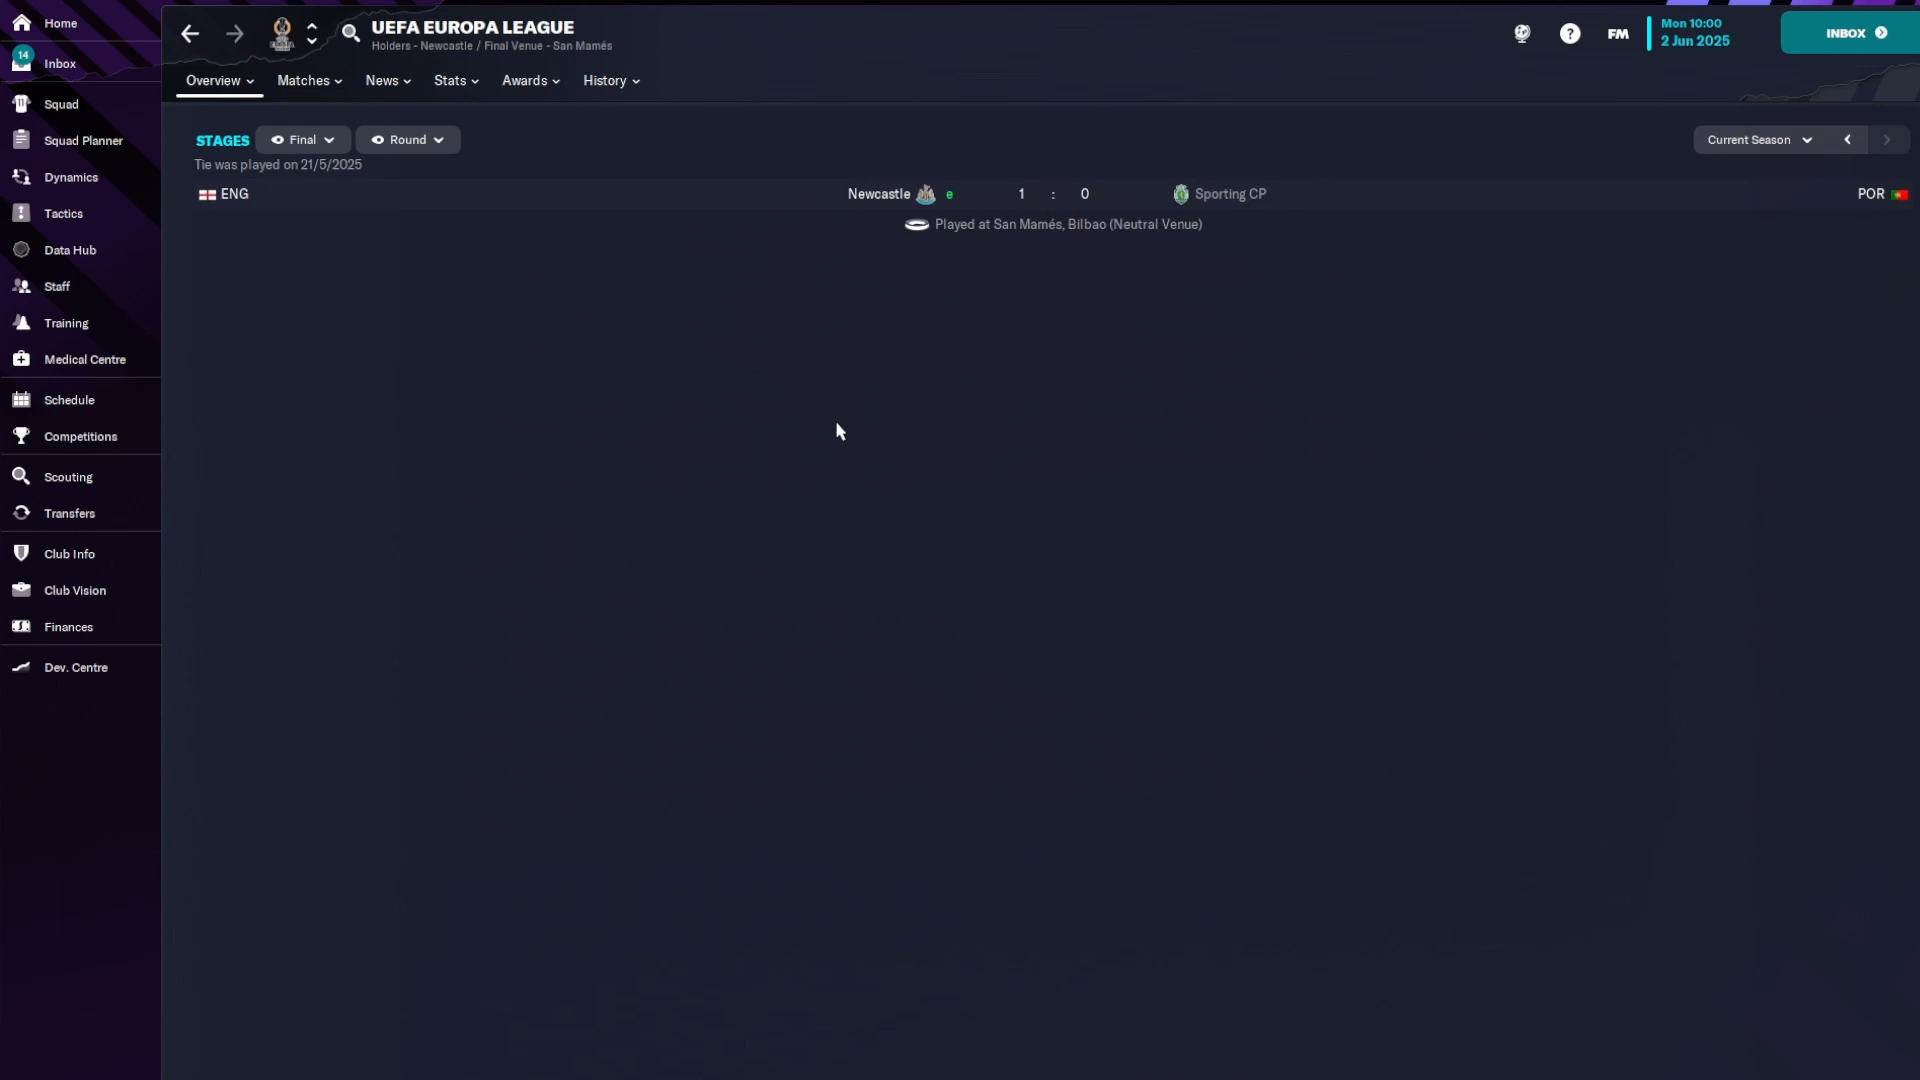 Home
14
Inbox
Squad
Squad Planner
Dynamics
Tactics
Data Hub
Staff
Training
Medical Centre
Schedule
Competitions
Scouting
Transfers
Club Info
Club Vision
Finances
Dev. Centre
UEFA EUROPA LEAGUE
Holders - Newcastle / Final Venue - San Mamés
FM
Mon 10:00
2 Jun 2025
INBOX
Overview Matches News Stats Awards History
STAGES Final Round Current Season
Tie was played on 21/5/2025
ENG Newcastle e 1 : 0 Sporting CP POR
Played at San Mamés, Bilbao (Neutral Venue)